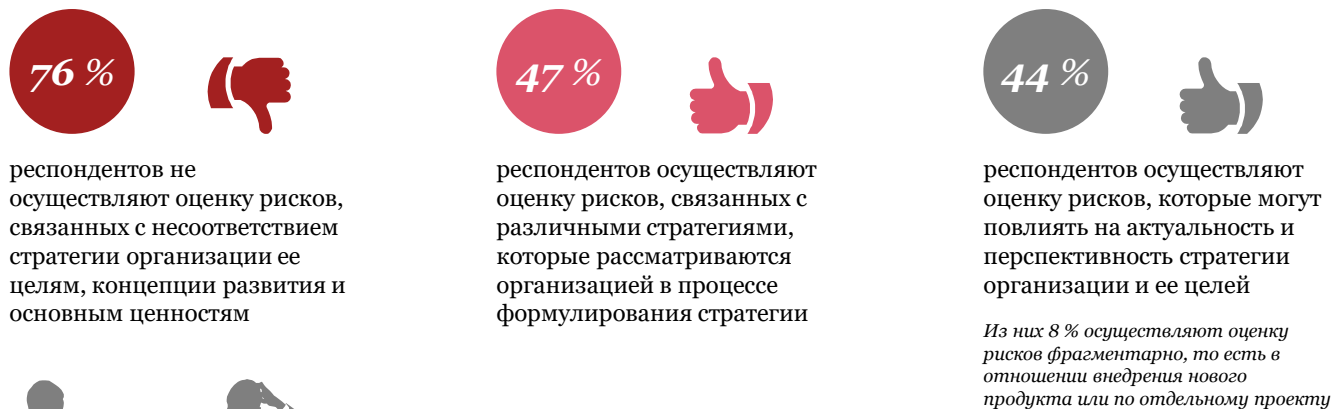 76 %
респондентов не
осуществляют оценку рисков,
связанных с несоответствием
стратегии организации ее
целям, концепции развития и
основным ценностям
47 %
респондентов осуществляют
оценку рисков, связанных с
различными стратегиями,
которые рассматриваются
организацией в процессе
формулирования стратегии
44 %
респондентов осуществляют
оценку рисков, которые могут
повлиять на актуальность и
перспективность стратегии
организации и ее целей
Из них 8 % осуществляют оценку
рисков фрагментарно, то есть в
отношении внедрения нового
продукта или по отдельному проекту